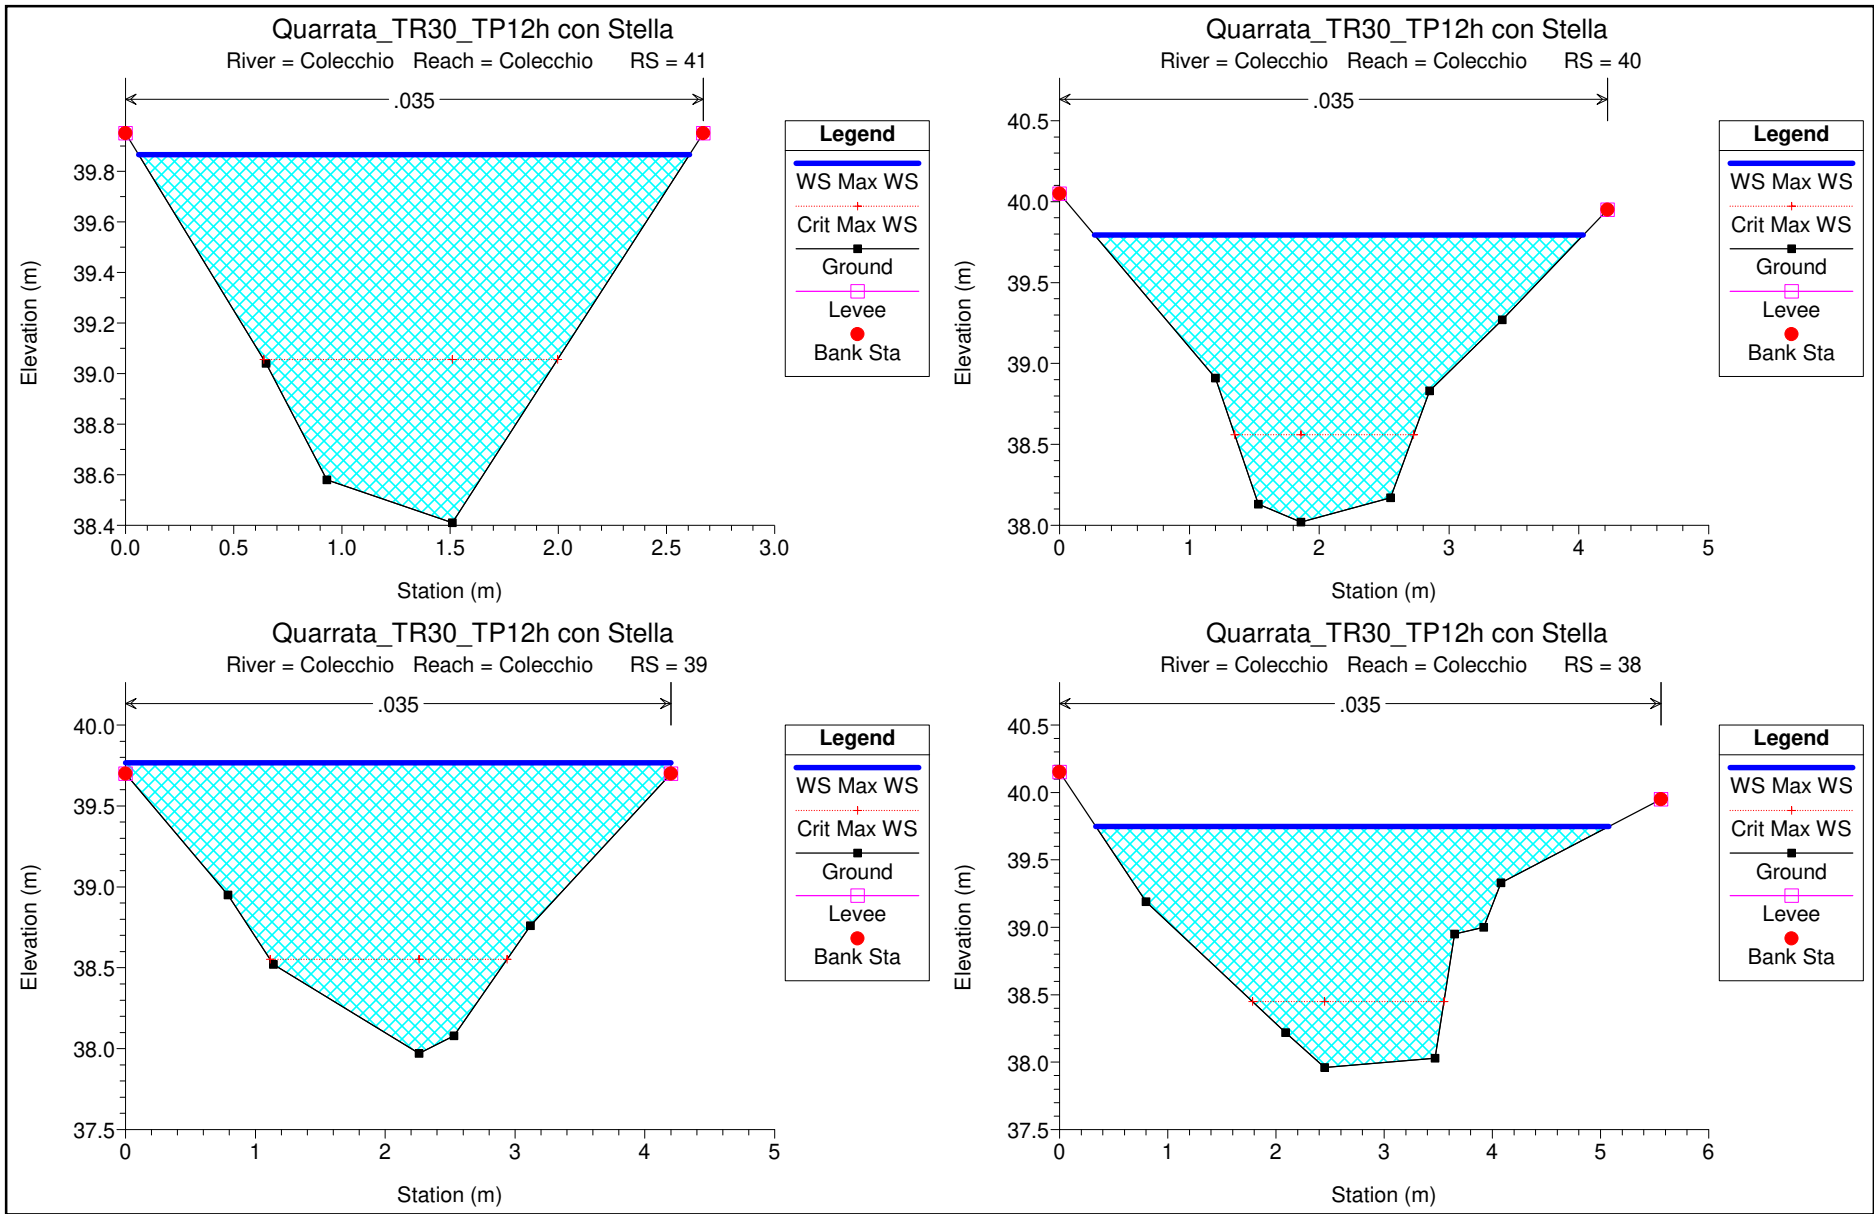 Quarrata_TR30_TP12h con Stella
River = Colecchio Reach = Colecchio RS = 41
.035
39.8
39.6
39.4
39.2
39.0
38.8
38.6
38.4
Elevation (m)
0.0 0.5 1.0 1.5 2.0 2.5 3.0
Station (m)
Legend
WS Max WS
Crit Max WS
Ground
Levee
Bank Sta
Quarrata_TR30_TP12h con Stella
River = Colecchio Reach = Colecchio RS = 40
.035
40.5
40.0
39.5
39.0
38.5
38.0
Elevation (m)
0 1 2 3 4 5
Station (m)
Legend
WS Max WS
Crit Max WS
Ground
Levee
Bank Sta
Quarrata_TR30_TP12h con Stella
River = Colecchio Reach = Colecchio RS = 39
.035
40.0
39.5
39.0
38.5
38.0
37.5
Elevation (m)
0 1 2 3 4 5
Station (m)
Legend
WS Max WS
Crit Max WS
Ground
Levee
Bank Sta
Quarrata_TR30_TP12h con Stella
River = Colecchio Reach = Colecchio RS = 38
.035
40.5
40.0
39.5
39.0
38.5
38.0
37.5
Elevation (m)
0 1 2 3 4 5 6
Station (m)
Legend
WS Max WS
Crit Max WS
Ground
Levee
Bank Sta